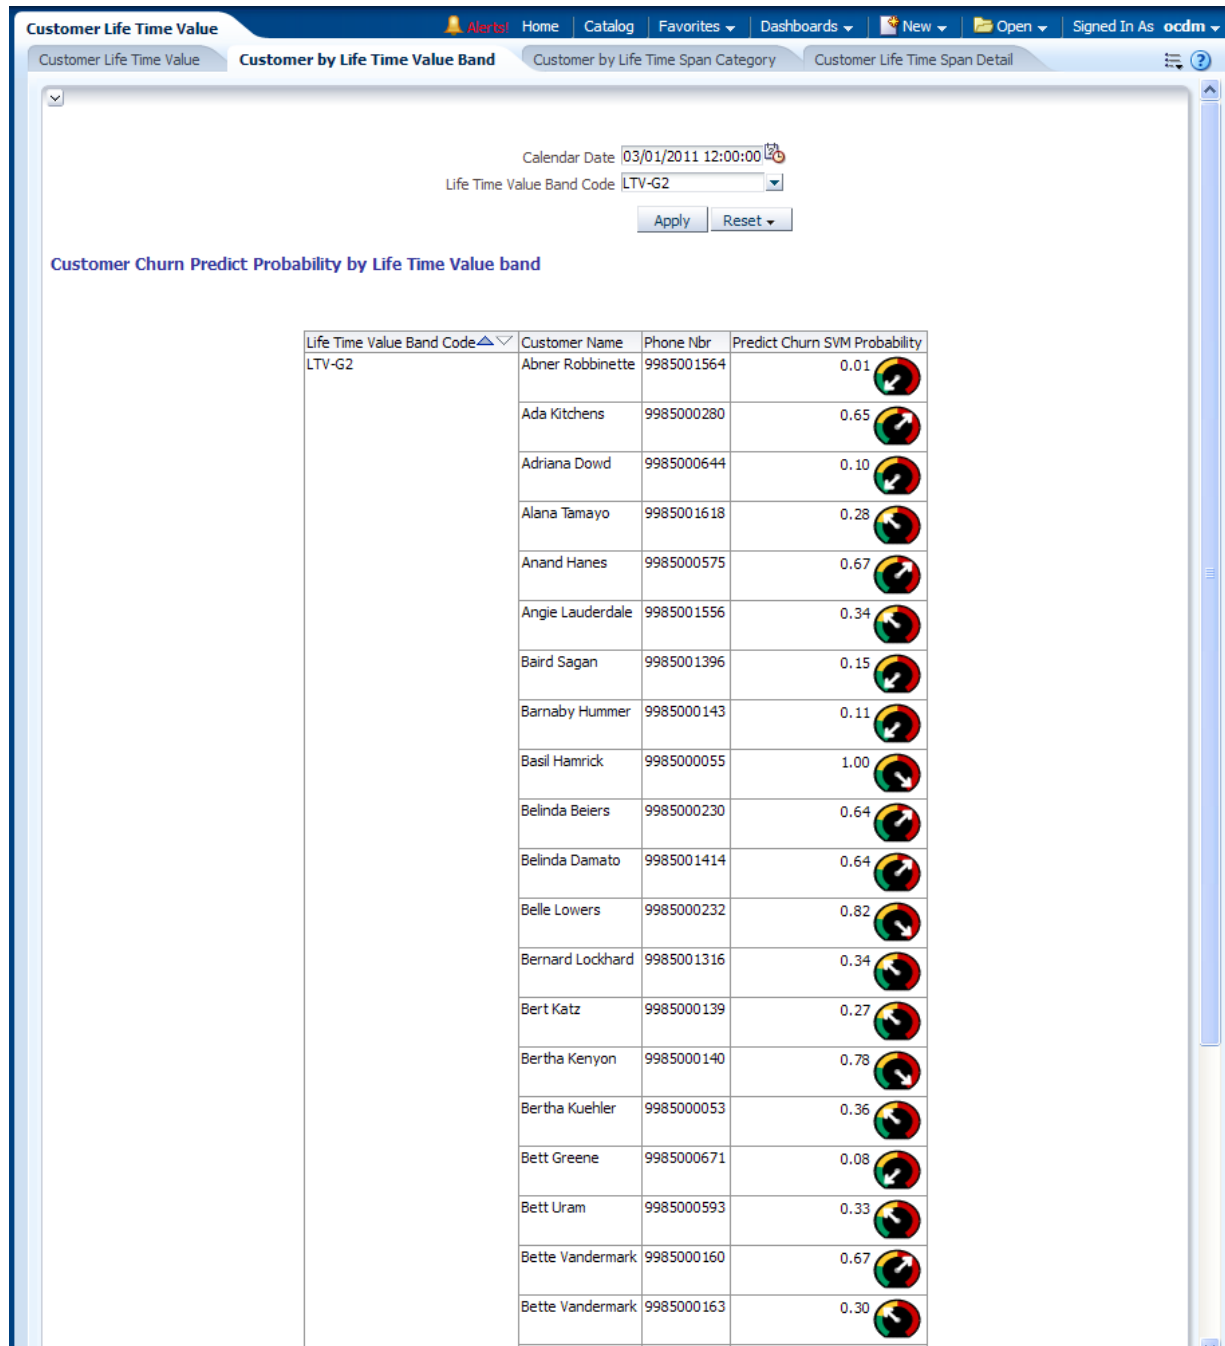 Customer Life Time Value Alerts! Home Catalog Favorites Dashboards New Open Signed In As ocdm
Customer Life Time Value Customer by Life Time Value Band Customer by Life Time Span Category Customer Life Time Span Detail
Calendar Date 03/01/2011 12:00:00
Life Time Value Band Code LTV-G2
Apply Reset
Customer Churn Predict Probability by Life Time Value band
Life Time Value Band Code Customer Name Phone Nbr Predict Churn SVM Probability
LTV-G2 Abner Robbinette 9985001564 0.01
Ada Kitchens 9985000280 0.65
Adriana Dowd 9985000644 0.10
Alana Tamayo 9985001618 0.28
Anand Hanes 9985000575 0.67
Angie Lauderdale 9985001556 0.34
Baird Sagan 9985001396 0.15
Barnaby Hummer 9985000143 0.11
Basil Hamrick 9985000055 1.00
Belinda Beiers 9985000230 0.64
Belinda Damato 9985001414 0.64
Belle Lowers 9985000232 0.82
Bernard Lockhard 9985001316 0.34
Bert Katz 9985000139 0.27
Bertha Kenyon 9985000140 0.78
Bertha Kuehler 9985000053 0.36
Bett Greene 9985000671 0.08
Bett Uram 9985000593 0.33
Bette Vandermark 9985000160 0.67
Bette Vandermark 9985000163 0.30